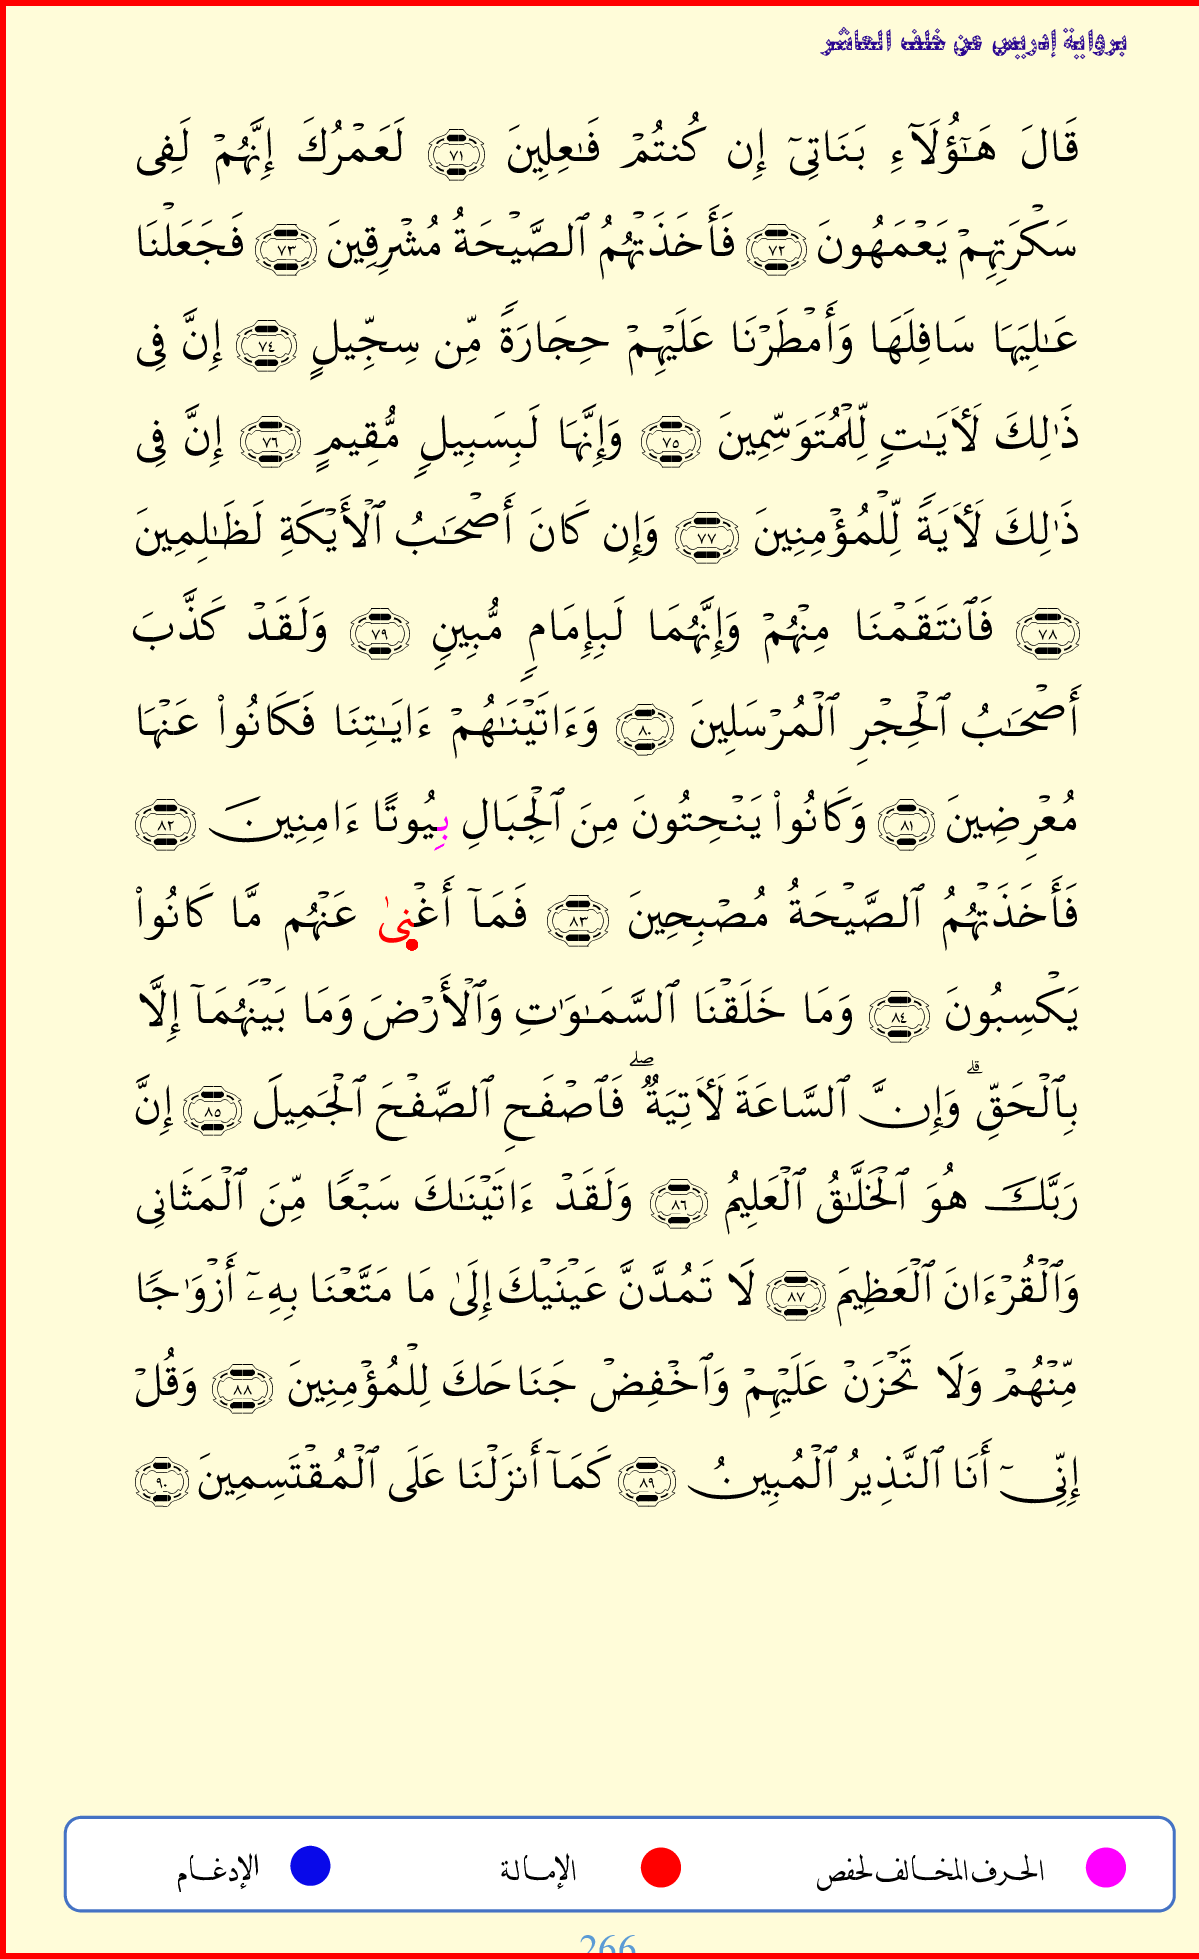 برواية إدريس عن خلف العاشر
قَالَ هَـٰٓؤُلَآءِ بَنَاتِىٓ إِن كُنتُمْ فَـٰعِلِينَ ٧١ لَعَمْرُكَ إِنَّهُمْ لَفِى
سَكْرَتِهِمْ يَعْمَهُونَ ٧٢ فَأَخَذَتْهُمُ ٱلصَّيْحَةُ مُشْرِقِينَ ٧٣ فَجَعَلْنَا
عَـٰلِيَهَا سَافِلَهَا وَأَمْطَرْنَا عَلَيْهِمْ حِجَارَةً مِّن سِجِّيلٍ ٧٤ إِنَّ فِى
ذَٰلِكَ لَأَيَـٰتٍ لِّلْمُتَوَسِّمِينَ ٧٥ وَإِنَّهَا لَبِسَبِيلٍ مُّقِيمٍ ٧٦ إِنَّ فِى
ذَٰلِكَ لَأَيَةً لِّلْمُؤْمِنِينَ ٧٧ وَإِن كَانَ أَصْحَـٰبُ ٱلْأَيْكَةِ لَظَـٰلِمِينَ
٧٨ فَٱنتَقَمْنَا مِنْهُمْ وَإِنَّهُمَا لَبِإِمَامٍ مُّبِينٍ ٧٩ وَلَقَدْ كَذَّبَ
أَصْحَـٰبُ ٱلْحِجْرِ ٱلْمُرْسَلِينَ ٨٠ وَءَاتَيْنَـٰهُمْ ءَايَـٰتِنَا فَكَانُوا۟ عَنْهَا
مُعْرِضِينَ ٨١ وَكَانُوا۟ يَنْحِتُونَ مِنَ ٱلْجِبَالِ بِيُوتًا ءَامِنِينَ ٨٢
فَأَخَذَتْهُمُ ٱلصَّيْحَةُ مُصْبِحِينَ ٨٣ فَمَآ أَغْنِىٰ عَنْهُم مَّا كَانُوا۟
يَكْسِبُونَ ٨٤ وَمَا خَلَقْنَا ٱلسَّمَـٰوَٰتِ وَٱلْأَرْضَ وَمَا بَيْنَهُمَآ إِلَّا
بِٱلْحَقِّ ۗ وَإِنَّ ٱلسَّاعَةَ لَأَتِيَةٌ ۖ فَٱصْفَحِ ٱلصَّفْحَ ٱلْجَمِيلَ ٨٥ إِنَّ
رَبَّكَ هُوَ ٱلْخَلَّـٰقُ ٱلْعَلِيمُ ٨٦ وَلَقَدْ ءَاتَيْنَـٰكَ سَبْعًا مِّنَ ٱلْمَثَانِى
وَٱلْقُرْءَانَ ٱلْعَظِيمَ ٨٧ لَا تَمُدَّنَّ عَيْنَيْكَ إِلَىٰ مَا مَتَّعْنَا بِهِۦٓ أَزْوَٰجًا
مِّنْهُمْ وَلَا تَحْزَنْ عَلَيْهِمْ وَٱخْفِضْ جَنَاحَكَ لِلْمُؤْمِنِينَ ٨٨ وَقُلْ
إِنِّىٓ أَنَا ٱلنَّذِيرُ ٱلْمُبِينُ ٨٩ كَمَآ أَنزَلْنَا عَلَى ٱلْمُقْتَسِمِينَ ٩٠
الحرف المخالف لحفص الإمالة الإدغام
266